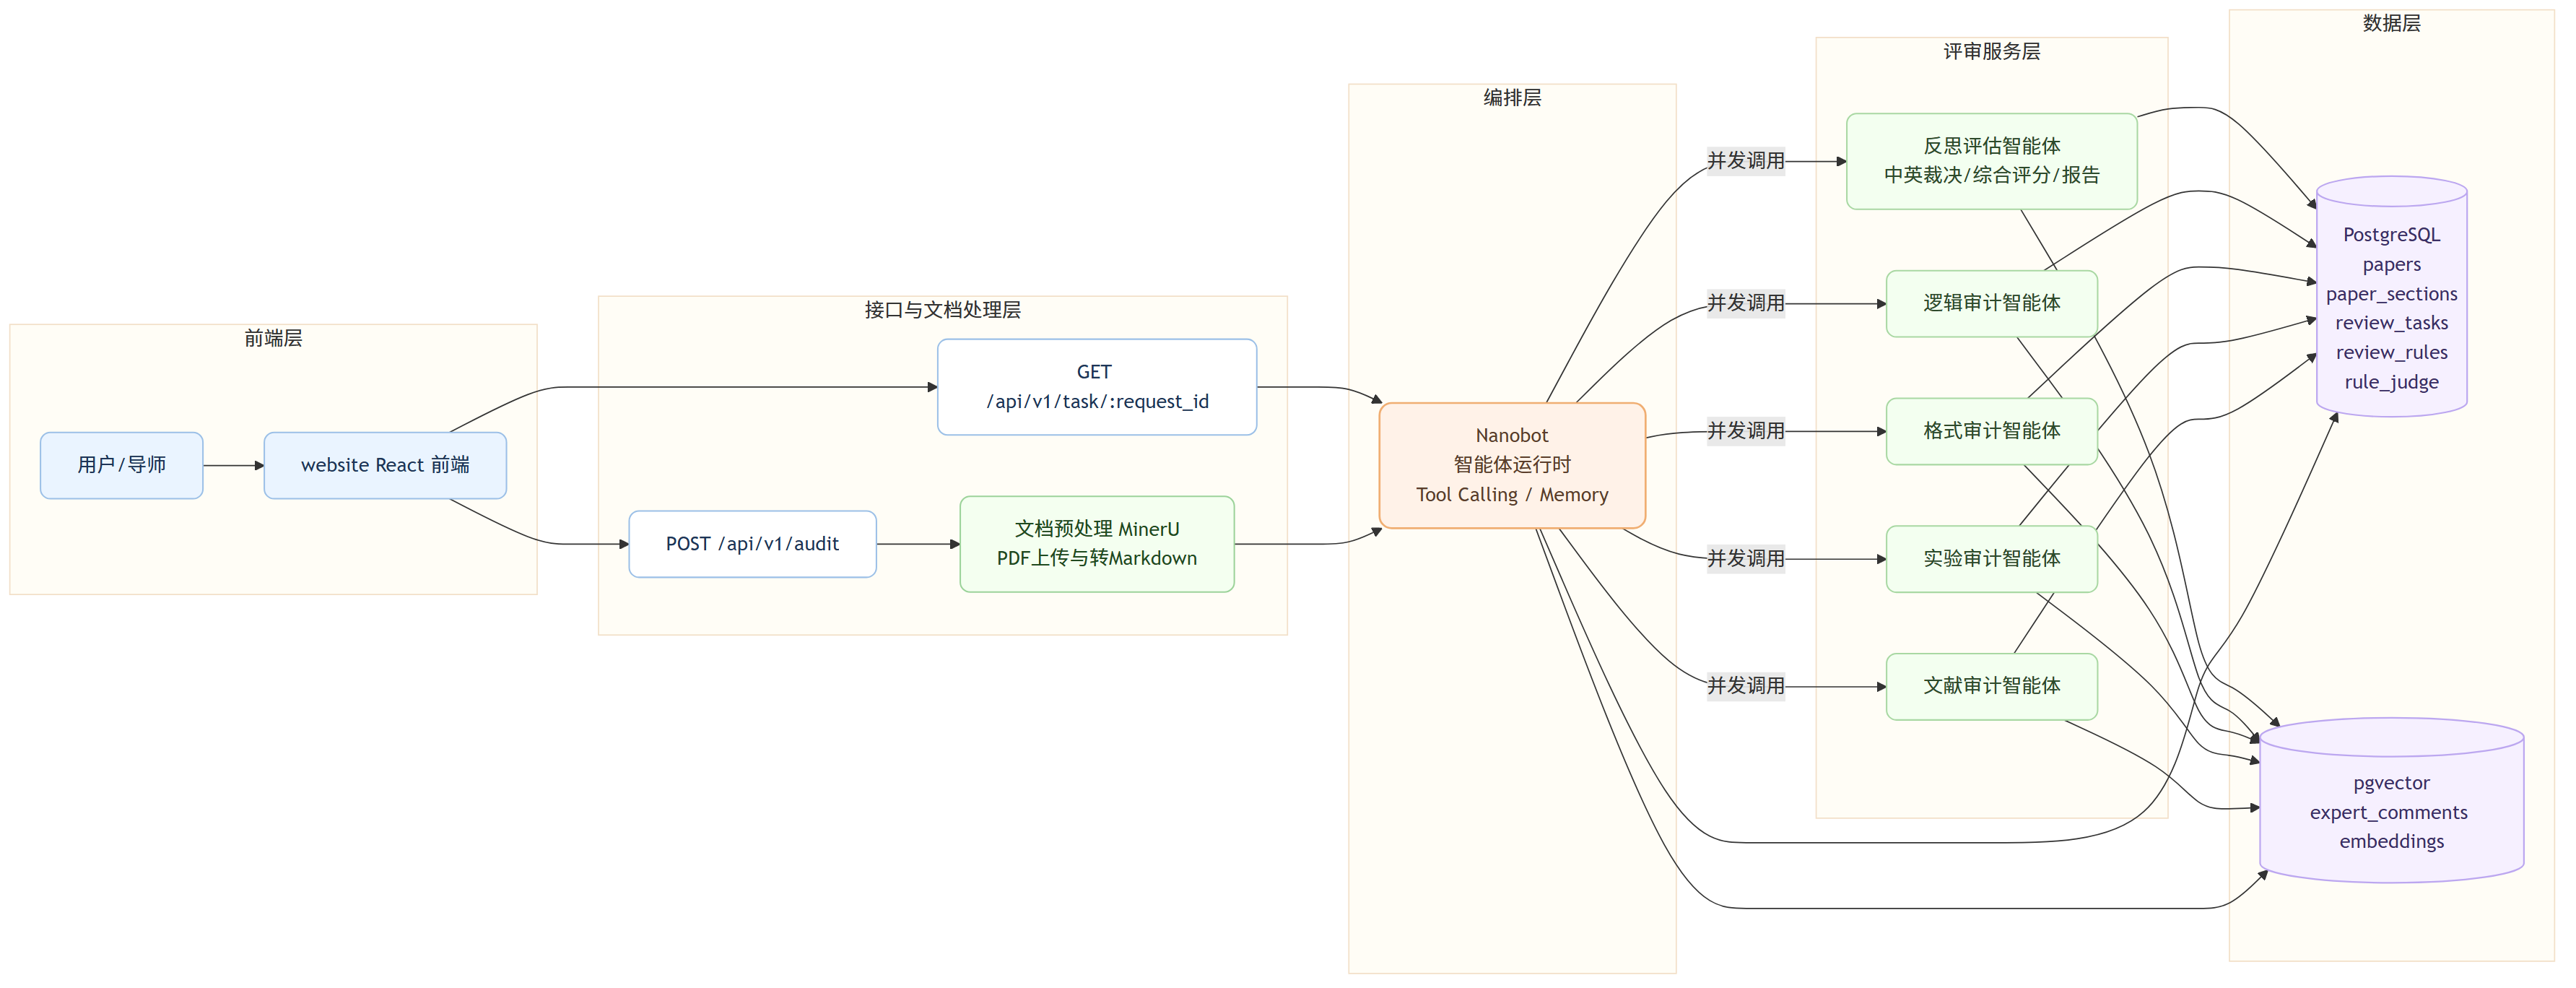 前端层
用户/导师
website React 前端
接口与文档处理层
GET
/api/v1/task/:request_id
POST /api/v1/audit
文档预处理 MinerU
PDF上传与转Markdown
编排层
Nanobot
智能体运行时
Tool Calling / Memory
并发调用
并发调用
并发调用
并发调用
并发调用
评审服务层
反思评估智能体
中英裁决/综合评分/报告
逻辑审计智能体
格式审计智能体
实验审计智能体
文献审计智能体
数据层
PostgreSQL
papers
paper_sections
review_tasks
review_rules
rule_judge
pgvector
expert_comments
embeddings